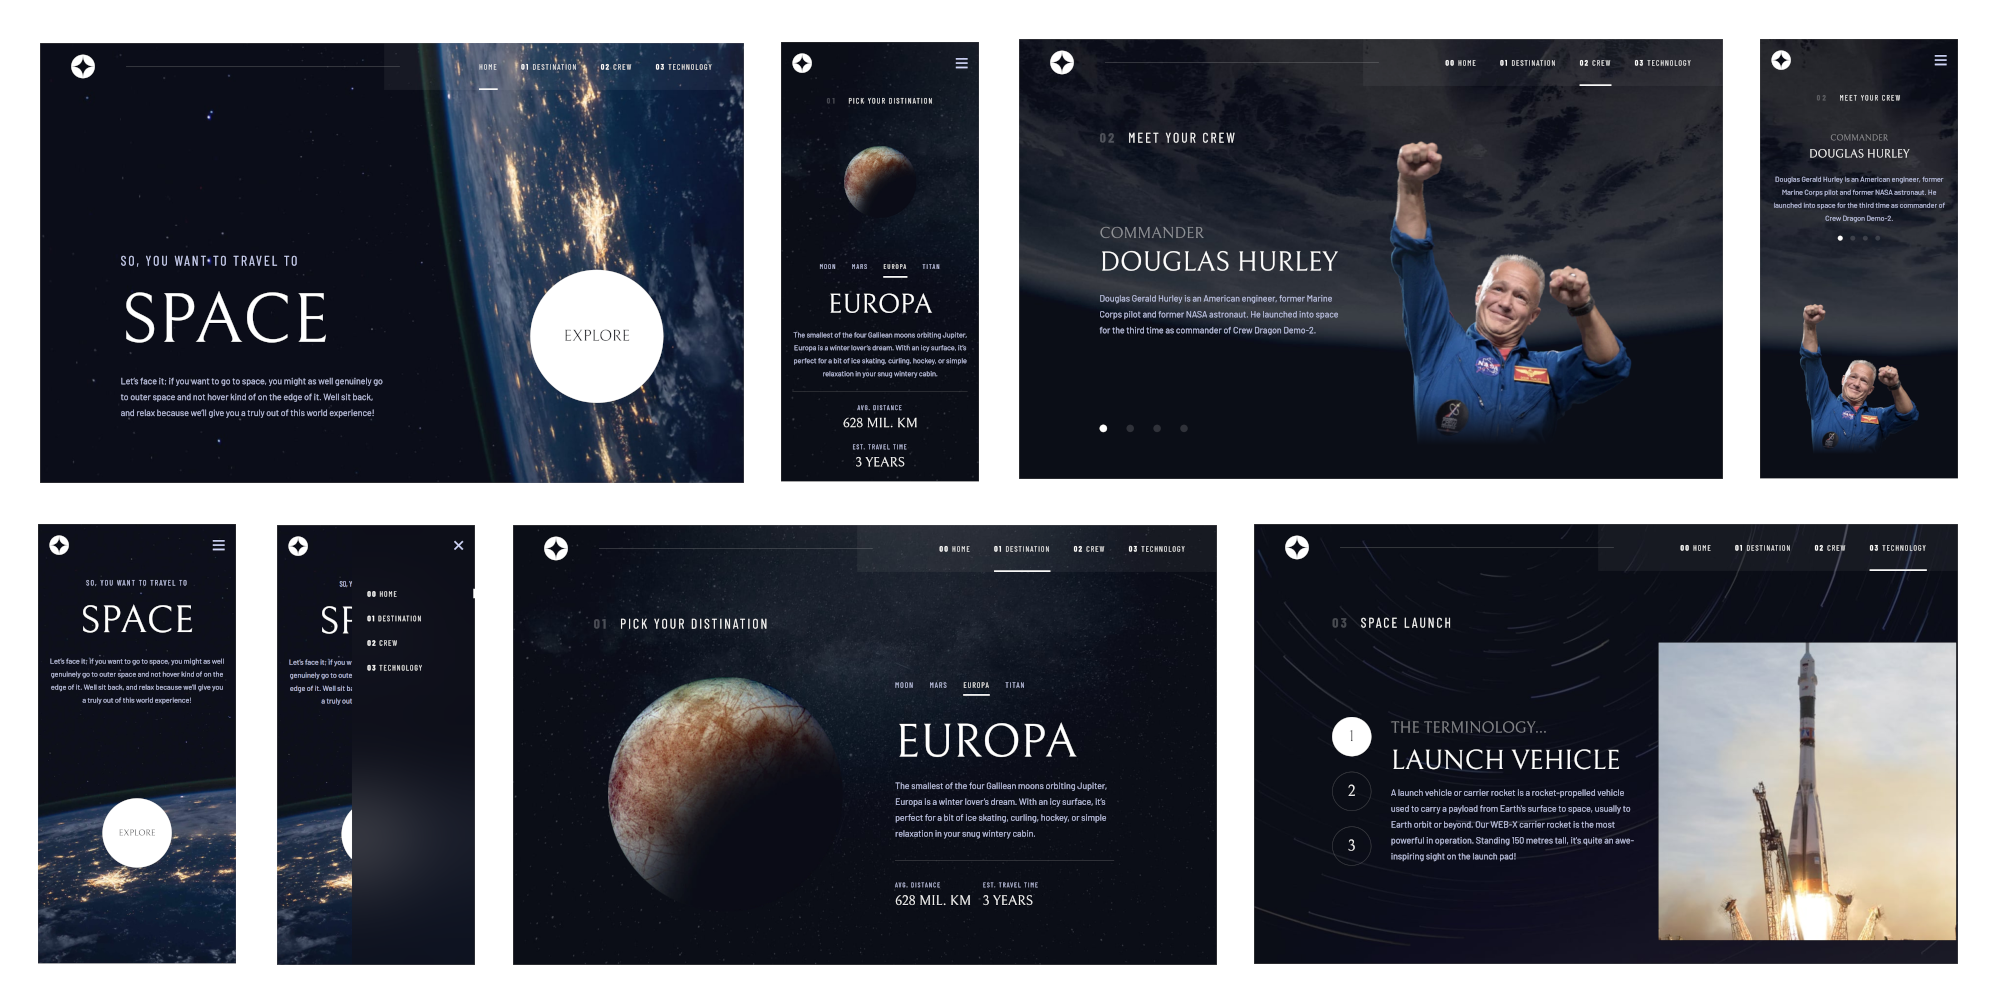 HOME 01 DESTINATION 02 CREW 03 TECHNOLOGY
SO, YOU WANT TO TRAVEL TO
SPACE
Let's face it; if you want to go to space, you might as well genuinely go
to outer space and not hover kind of on the edge of it. Well sit back,
and relax because we'll give you a truly out of this world experience!
EXPLORE
01 PICK YOUR DISTINATION
MOON MARS EUROPA TITAN
EUROPA
The smallest of the four Galilean moons orbiting Jupiter,
Europa is a winter lover's dream. With an icy surface, it's
perfect for a bit of ice skating, curling, hockey, or simple
relaxation in your snug wintery cabin.
AVG. DISTANCE
628 MIL. KM
EST. TRAVEL TIME
3 YEARS
00 HOME 01 DESTINATION 02 CREW 03 TECHNOLOGY
02 MEET YOUR CREW
COMMANDER
DOUGLAS HURLEY
Douglas Gerald Hurley is an American engineer, former Marine
Corps pilot and former NASA astronaut. He launched into space
for the third time as commander of Crew Dragon Demo-2.
NASA
02 MEET YOUR CREW
COMMANDER
DOUGLAS HURLEY
Douglas Gerald Hurley is an American engineer, former
Marine Corps pilot and former NASA astronaut. He
launched into space for the third time as commander of
Crew Dragon Demo-2.
SO, YOU WANT TO TRAVEL TO
SPACE
Let's face it; if you want to go to space, you might as well
genuinely go to outer space and not hover kind of on the
edge of it. Well sit back, and relax because we'll give you
a truly out of this world experience!
EXPLORE
SO, Y
SP
Let's face it; if you w
genuinely go to oute
edge of it. Well sit ba
a truly out
00 HOME
01 DESTINATION
02 CREW
03 TECHNOLOGY
00 HOME 01 DESTINATION 02 CREW 03 TECHNOLOGY
01 PICK YOUR DISTINATION
MOON MARS EUROPA TITAN
EUROPA
The smallest of the four Galilean moons orbiting Jupiter,
Europa is a winter lover's dream. With an icy surface, it's
perfect for a bit of ice skating, curling, hockey, or simple
relaxation in your snug wintery cabin.
AVG. DISTANCE EST. TRAVEL TIME
628 MIL. KM 3 YEARS
00 HOME 01 DESTINATION 02 CREW 03 TECHNOLOGY
03 SPACE LAUNCH
1
2
3
THE TERMINOLOGY...
LAUNCH VEHICLE
A launch vehicle or carrier rocket is a rocket-propelled vehicle
used to carry a payload from Earth's surface to space, usually to
Earth orbit or beyond. Our WEB-X carrier rocket is the most
powerful in operation. Standing 150 metres tall, it's quite an awe-
inspiring sight on the launch pad!